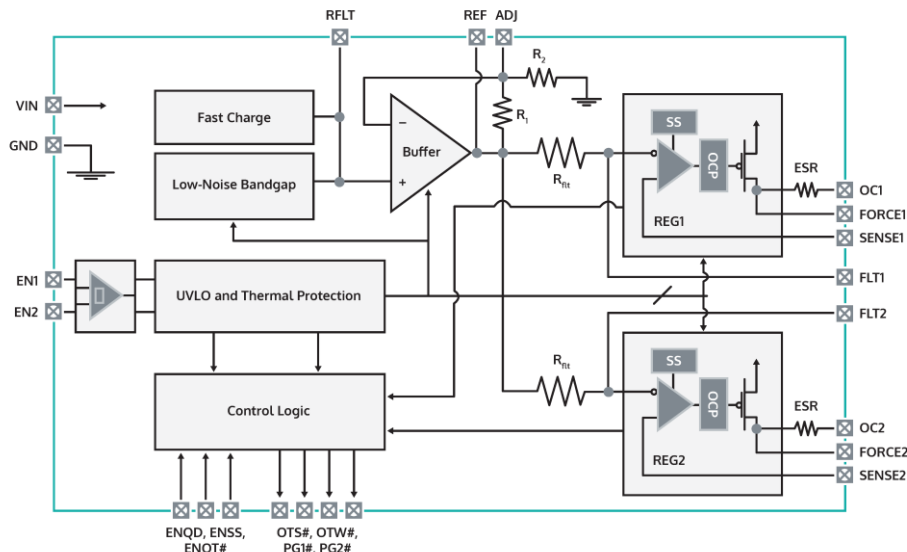 RFLT
REF
ADJ
R2
VIN
GND
Fast Charge
R1
Buffer
−
+
Low-Noise Bandgap
Rflt
SS
OCP
REG1
ESR
OC1
FORCE1
SENSE1
EN1
EN2
UVLO and Thermal Protection
FLT1
FLT2
Control Logic
Rflt
SS
OCP
REG2
ESR
OC2
FORCE2
SENSE2
ENQD, ENSS,
ENOT#
OTS#, OTW#,
PG1#, PG2#